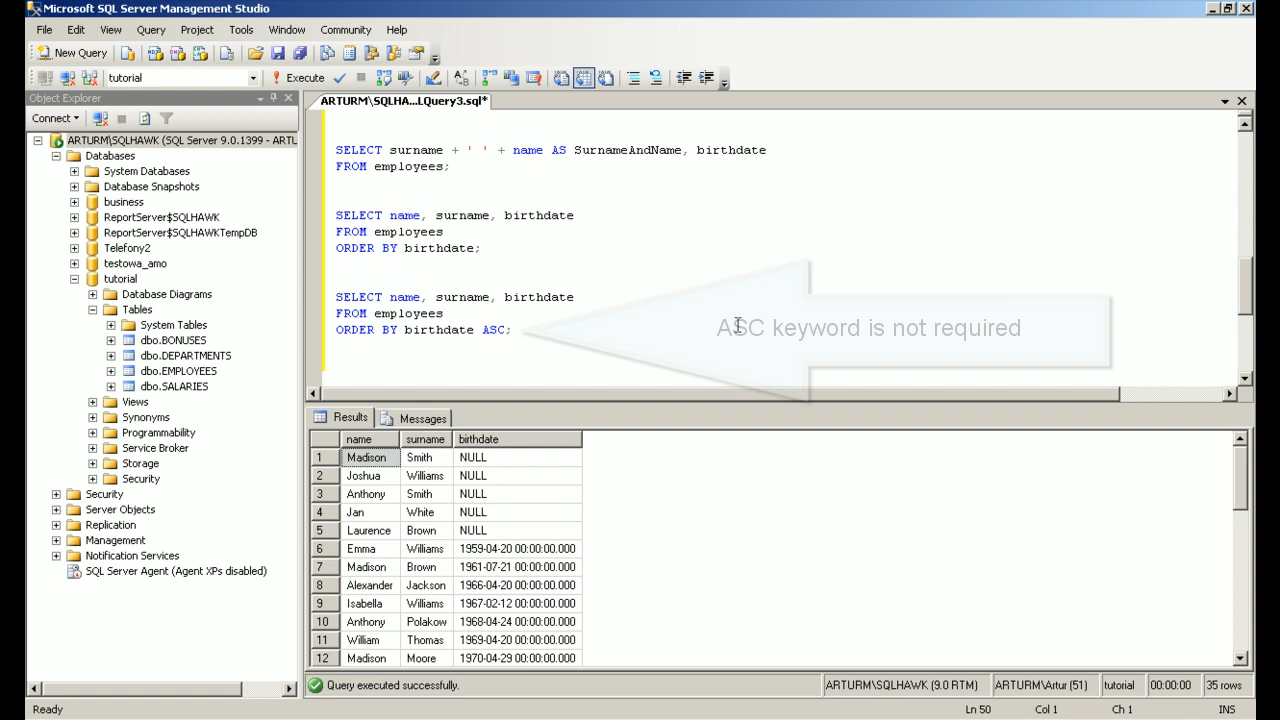 Microsoft SQL Server Management Studio
File Edit View Query Project Tools Window Community Help
New Query
tutorial Execute
Object Explorer
Connect
ARTURM\SQLHAWK (SQL Server 9.0.1399 - ARTU
Databases
System Databases
Database Snapshots
business
ReportServer$SQLHAWK
ReportServer$SQLHAWKTempDB
Telefony2
testowa_amo
tutorial
Database Diagrams
Tables
System Tables
dbo.BONUSES
dbo.DEPARTMENTS
dbo.EMPLOYEES
dbo.SALARIES
Views
Synonyms
Programmability
Service Broker
Storage
Security
Security
Server Objects
Replication
Management
Notification Services
SQL Server Agent (Agent XPs disabled)
ARTURM\SQLHA...LQuery3.sql*
SELECT surname + ' ' + name AS SurnameAndName, birthdate
FROM employees;
SELECT name, surname, birthdate
FROM employees
ORDER BY birthdate;
SELECT name, surname, birthdate
FROM employees
ORDER BY birthdate ASC;
ASC keyword is not required
Results Messages
name surname birthdate
1 Madison Smith NULL
2 Joshua Williams NULL
3 Anthony Smith NULL
4 Jan White NULL
5 Laurence Brown NULL
6 Emma Williams 1959-04-20 00:00:00.000
7 Madison Brown 1961-07-21 00:00:00.000
8 Alexander Jackson 1966-04-20 00:00:00.000
9 Isabella Williams 1967-02-12 00:00:00.000
10 Anthony Polakow 1968-04-24 00:00:00.000
11 William Thomas 1969-04-20 00:00:00.000
12 Madison Moore 1970-04-29 00:00:00.000
Query executed successfully. ARTURM\SQLHAWK (9.0 RTM) ARTURM\Artur (51) tutorial 00:00:00 35 rows
Ready Ln 50 Col 1 Ch 1 INS